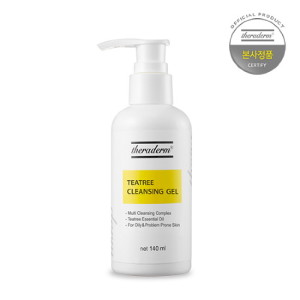 OFFICIAL PRODUCT
theraderm
본사정품
CERTIFY
theraderm®
TEATREE
CLEANSING GEL
- Multi Cleansing Complex
- Teatree Essential Oil
- For Oily&Problem Prone Skin
net 140 ml